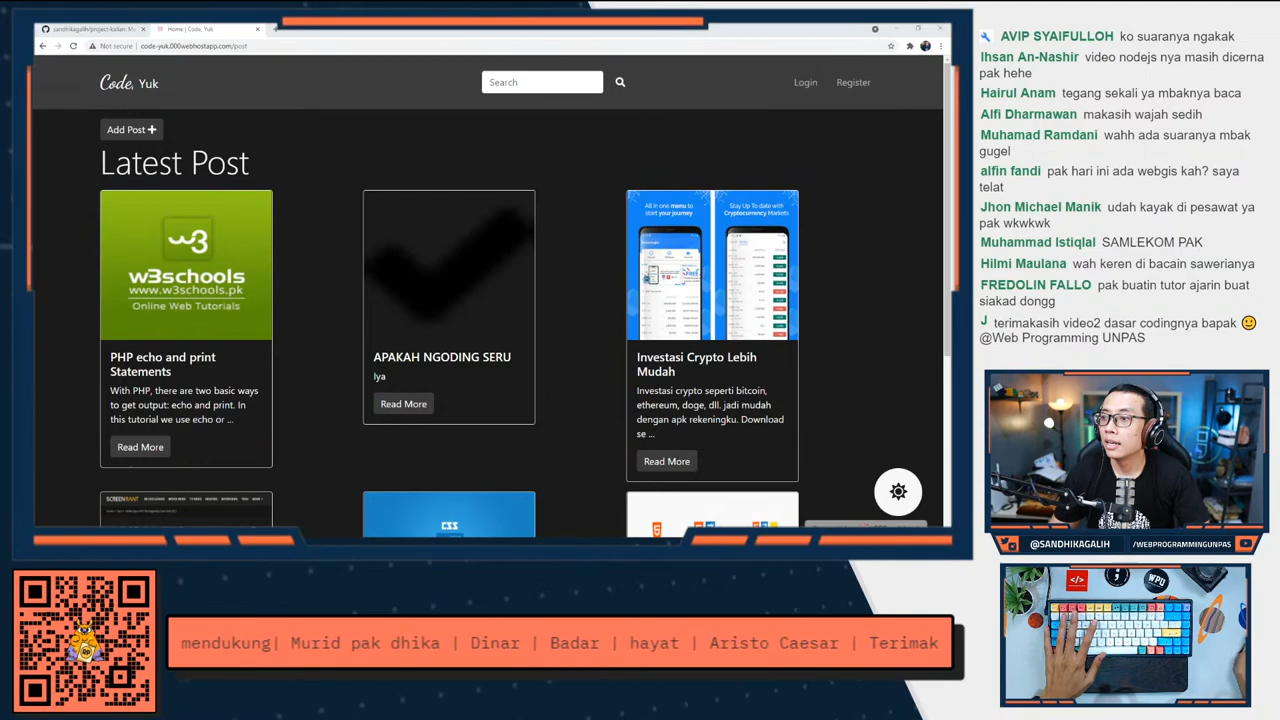 sandhikagalih/project-kalian: Mu
Home | Code, Yuk
Not secure
code-yuk.000webhostapp.com/post
Code, Yuk
Search
Login
Register
Add Post
Latest Post
w3schools
www.w3schools.pk
Online Web Tutorials
PHP echo and print
Statements
With PHP, there are two basic ways
to get output: echo and print. In
this tutorial we use echo or ...
Read More
APAKAH NGODING SERU
Iya
Read More
All in one menu to
start your journey
Stay Up To date with
Cryptocurrency Markets
Investasi Crypto Lebih
Mudah
Investasi crypto seperti bitcoin,
ethereum, doge, dll. jadi mudah
dengan apk rekeningku. Download
se ...
Read More
SCREENRANT
CSS
AVIP SYAIFULLOH ko suaranya ngakak
Ihsan An-Nashir video nodejs nya masih dicerna
pak hehe
Hairul Anam tegang sekali ya mbaknya baca
Alfi Dharmawan makasih wajah sedih
Muhamad Ramdani wahh ada suaranya mbak
gugel
alfin fandi pak hari ini ada webgis kah? saya
telat
Jhon Michael Manik udah kayak di pesawat ya
pak wkwkwk
Muhammad Istiqlal SAMLEKOM PAK
Hilmi Maulana wah keren di bacain sawerianya
FREDOLIN FALLO pak buatin tutor ajarin buat
siakad dongg
J terimakasih video2 dasar codingnya bapak
@Web Programming UNPAS
@SANDHIKAGALIH
/WEBPROGRAMMINGUNPAS
</>
WPU
mendukung| Murid pak dhika | Dinar | Badar | hayat | Aristo Caesar | Terimak